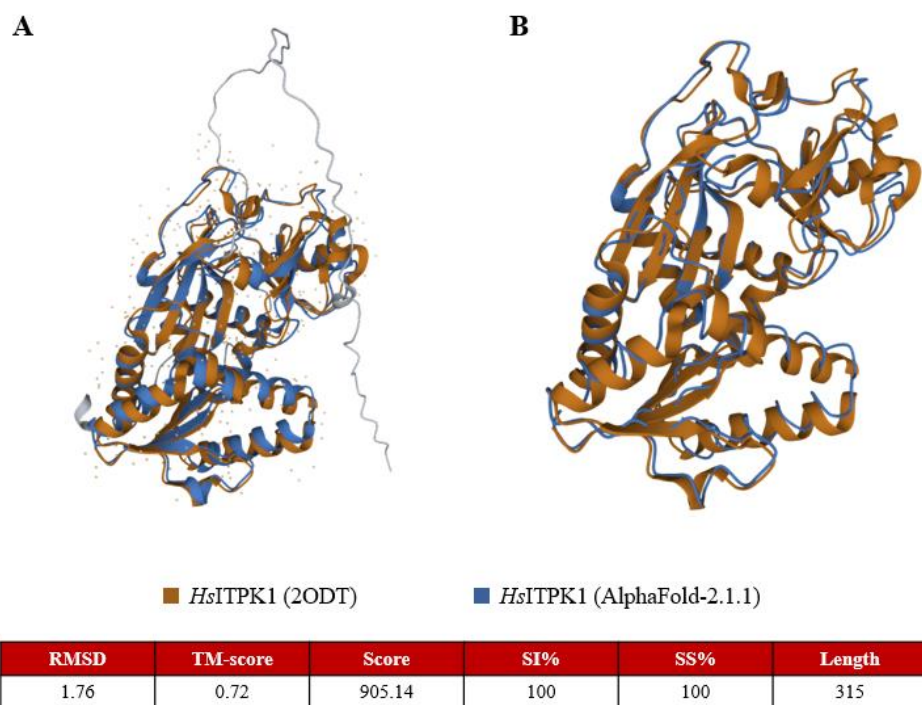 A B
HsITPK1 (2ODT) HsITPK1 (AlphaFold-2.1.1)
RMSD TM-score Score SI% SS% Length
1.76 0.72 905.14 100 100 315